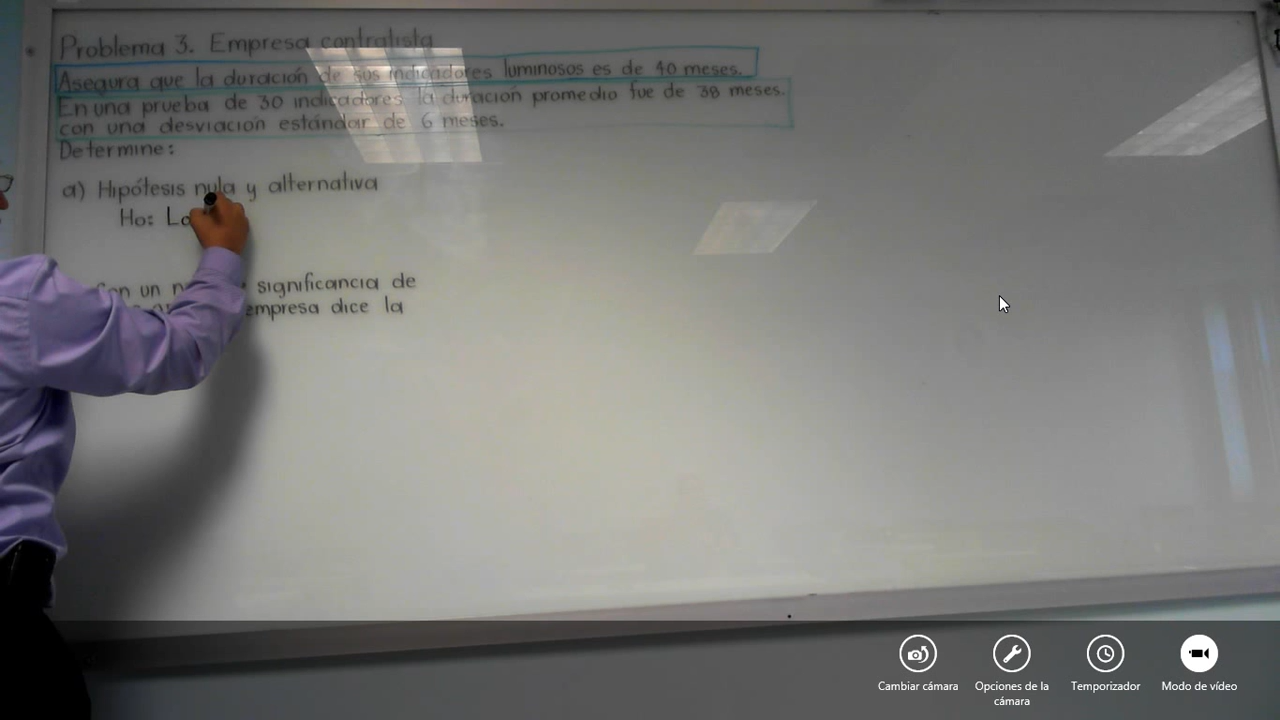 Problema 3. Empresa contratista
Asegura que la duración de sus indicadores luminosos es de 40 meses.
En una prueba de 30 indicadores la duración promedio fue de 38 meses.
con una desviación estándar de 6 meses.
Determine:
a) Hipótesis nula y alternativa
Ho: La
un significancia de
empresa dice la
Cambiar cámara
Opciones de la
cámara
Temporizador
Modo de vídeo